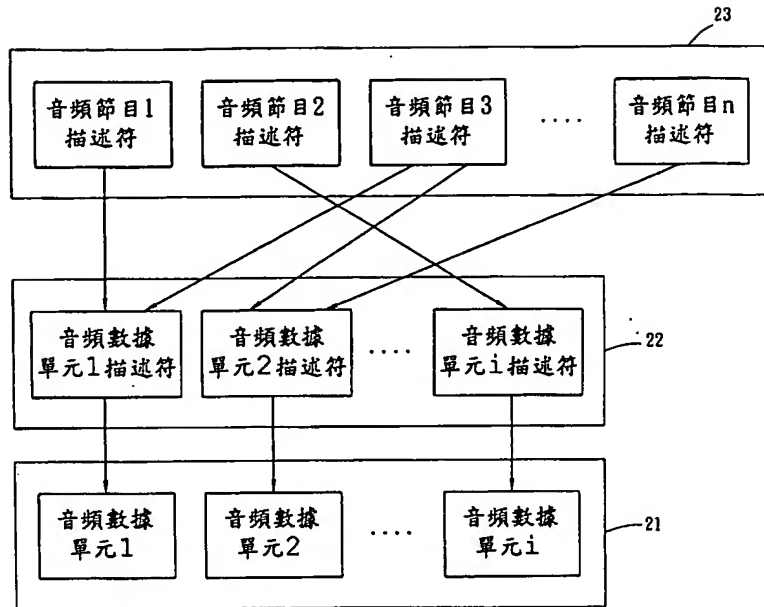 23
音頻節目1
描述符
音頻節目2
描述符
音頻節目3
描述符
....
音頻節目n
描述符
音頻數據
單元1描述符
音頻數據
單元2描述符
....
音頻數據
單元i描述符
22
音頻數據
單元1
音頻數據
單元2
....
音頻數據
單元i
21